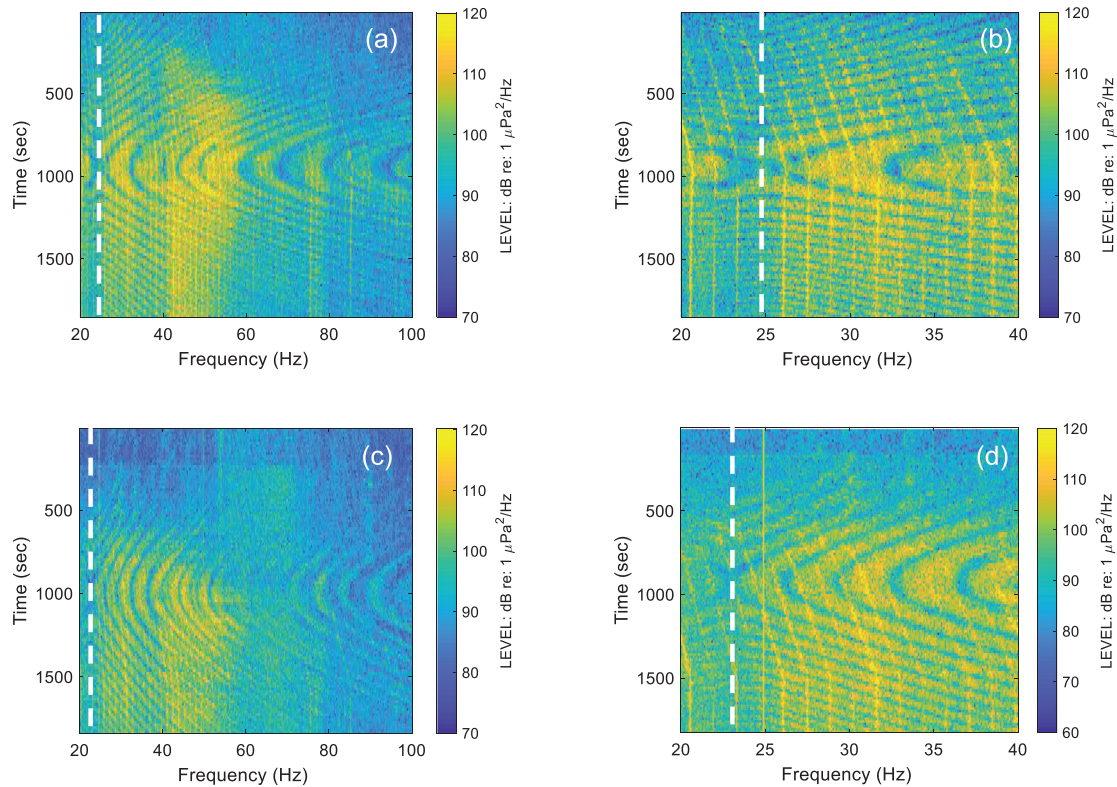 (a)
Time (sec)
500
1000
1500
20 40 60 80 100
Frequency (Hz)
120
110
100
90
80
70
LEVEL: dB re: 1 μPa²/Hz
(b)
Time (sec)
500
1000
1500
20 25 30 35 40
Frequency (Hz)
120
110
100
90
80
70
LEVEL: dB re: 1 μPa²/Hz
(c)
Time (sec)
500
1000
1500
20 40 60 80 100
Frequency (Hz)
120
110
100
90
80
70
LEVEL: dB re: 1 μPa²/Hz
(d)
Time (sec)
500
1000
1500
20 25 30 35 40
Frequency (Hz)
120
110
100
90
80
70
60
LEVEL: dB re: 1 μPa²/Hz